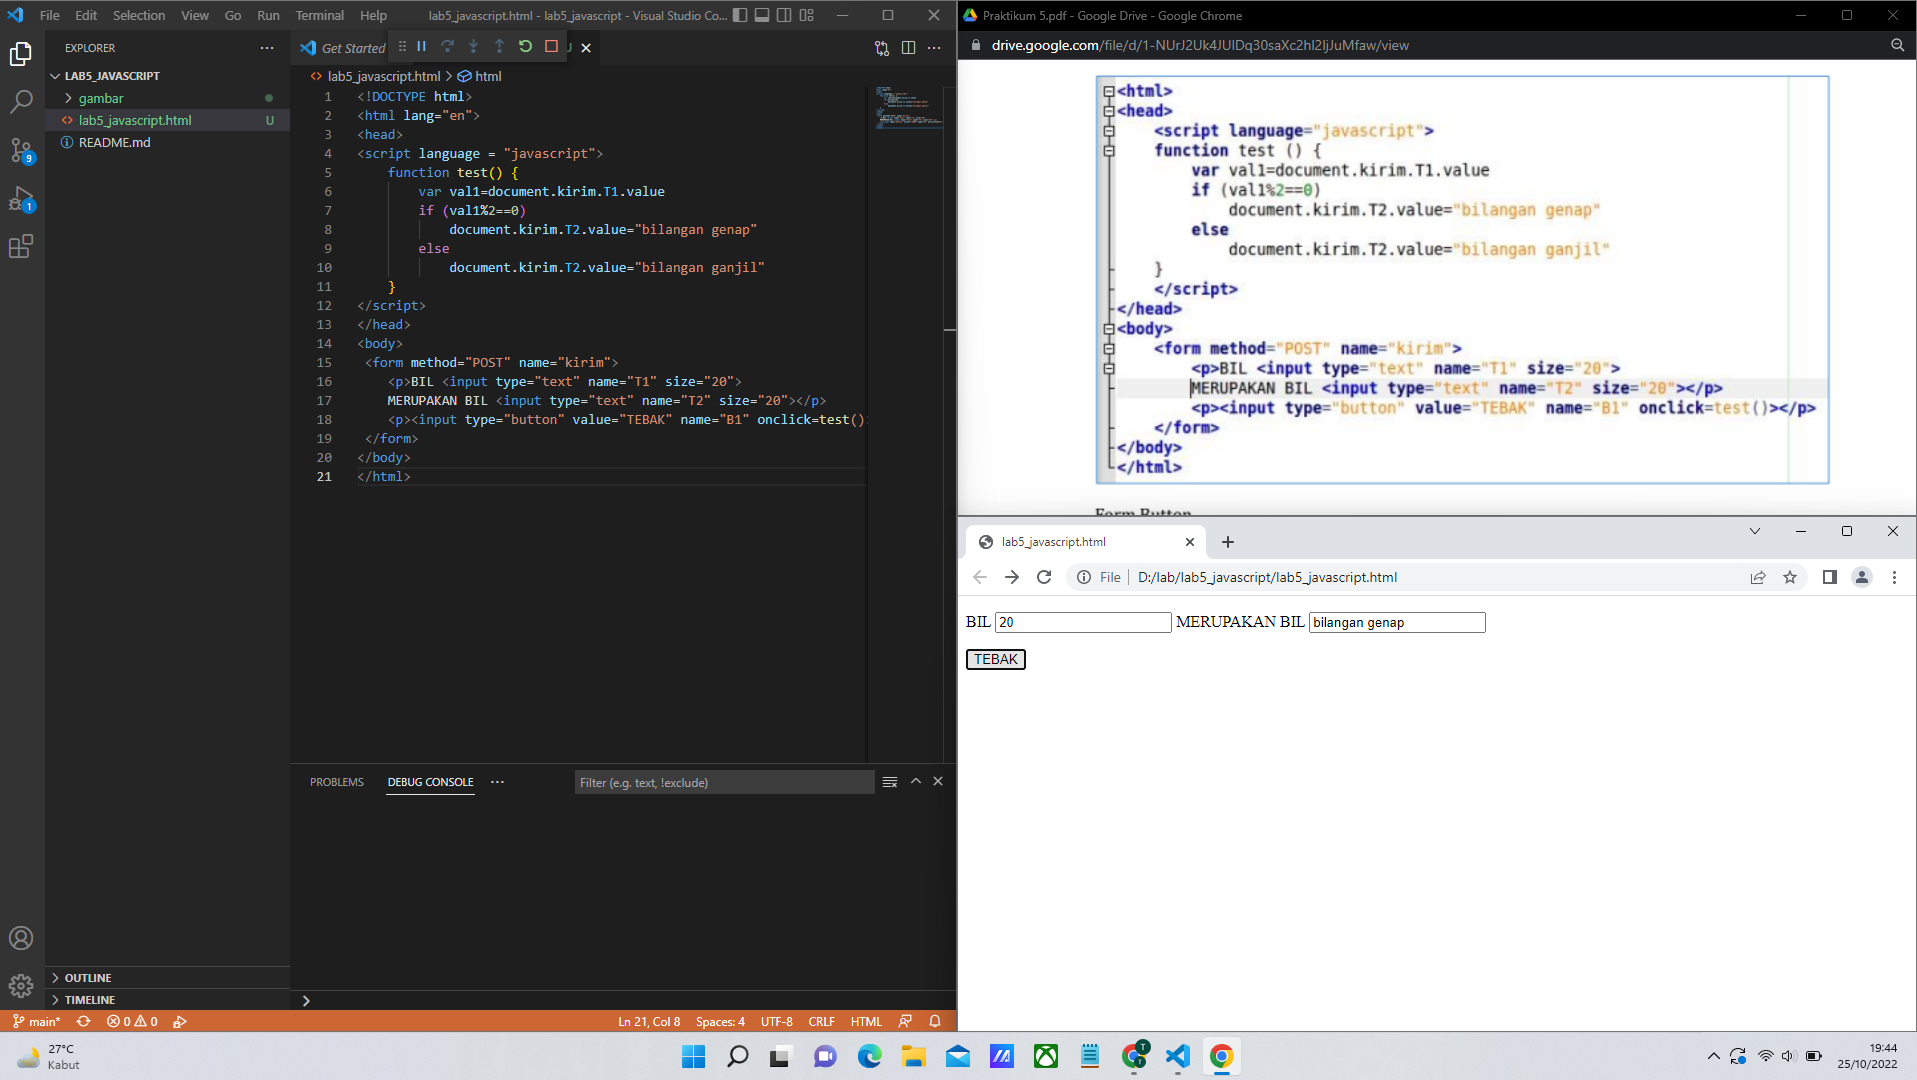 File Edit Selection View Go Run Terminal Help
lab5_javascript.html - lab5_javascript - Visual Studio Co...
EXPLORER
LAB5_JAVASCRIPT
gambar
lab5_javascript.html U
README.md
OUTLINE
TIMELINE
9
1
Get Started U
lab5_javascript.html > html
1 <!DOCTYPE html>
2 <html lang="en">
3 <head>
4 <script language = "javascript">
5 function test() {
6 var val1=document.kirim.T1.value
7 if (val1%2==0)
8 document.kirim.T2.value="bilangan genap"
9 else
10 document.kirim.T2.value="bilangan ganjil"
11 }
12 </script>
13 </head>
14 <body>
15 <form method="POST" name="kirim">
16 <p>BIL <input type="text" name="T1" size="20">
17 MERUPAKAN BIL <input type="text" name="T2" size="20"></p>
18 <p><input type="button" value="TEBAK" name="B1" onclick=test()
19 </form>
20 </body>
21 </html>
PROBLEMS DEBUG CONSOLE
Filter (e.g. text, !exclude)
main* 0 0
Ln 21, Col 8 Spaces: 4 UTF-8 CRLF HTML
Praktikum 5.pdf - Google Drive - Google Chrome
drive.google.com/file/d/1-NUrJ2Uk4JUIDq30saXc2hI2IjJuMfaw/view
<html>
<head>
<script language="javascript">
function test () {
var val1=document.kirim.T1.value
if (val1%2==0)
document.kirim.T2.value="bilangan genap"
else
document.kirim.T2.value="bilangan ganjil"
}
</script>
</head>
<body>
<form method="POST" name="kirim">
<p>BIL <input type="text" name="T1" size="20">
MERUPAKAN BIL <input type="text" name="T2" size="20"></p>
<p><input type="button" value="TEBAK" name="B1" onclick=test()></p>
</form>
</body>
</html>
Form Button
lab5_javascript.html
File D:/lab/lab5_javascript/lab5_javascript.html
BIL 20 MERUPAKAN BIL bilangan genap
TEBAK
27°C
Kabut
T
T
19:44
25/10/2022